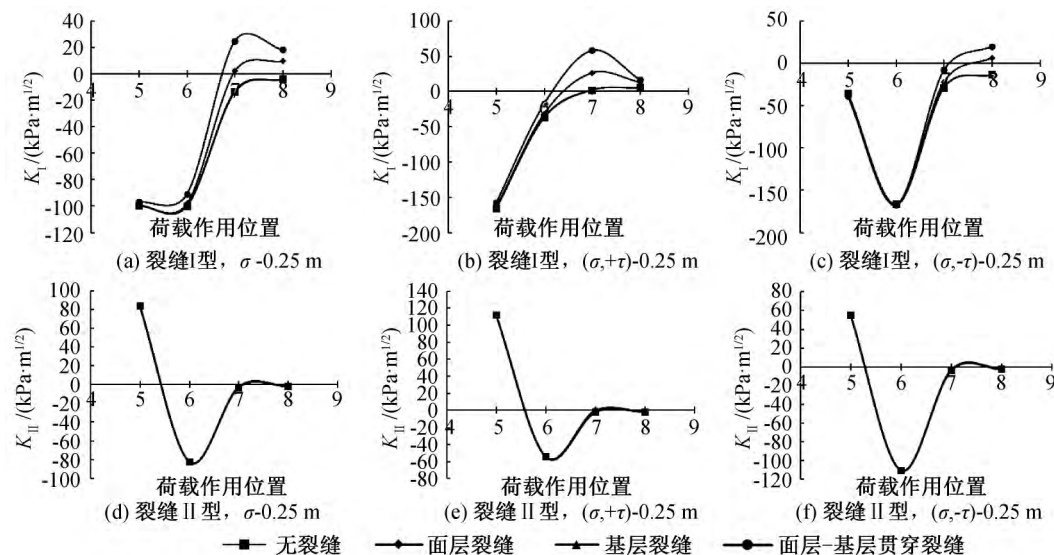 40
20
0
-20
-40
-60
-80
-100
-120
4 5 6 7 8 9
K_I/(kPa·m^{1/2})
荷载作用位置
(a) 裂缝I型, σ -0.25 m
100
50
0
-50
-100
-150
-200
4 5 6 7 8 9
K_I/(kPa·m^{1/2})
荷载作用位置
(b) 裂缝I型, (σ,+τ)-0.25 m
50
0
-50
-100
-150
-200
4 5 6 7 8 9
K_I/(kPa·m^{1/2})
荷载作用位置
(c) 裂缝I型, (σ,-τ)-0.25 m
100
80
60
40
20
0
-20
-40
-60
-80
100
4 5 6 7 8 9
K_II/(kPa·m^{1/2})
荷载作用位置
(d) 裂缝II型, σ-0.25 m
140
120
100
80
60
40
20
0
-20
-40
-60
-80
4 5 6 7 8 9
K_II/(kPa·m^{1/2})
荷载作用位置
(e) 裂缝II型, (σ,+τ)-0.25 m
80
60
40
20
0
-20
-40
-60
-80
-100
-120
4 5 6 7 8 9
K_II/(kPa·m^{1/2})
荷载作用位置
(f) 裂缝II型, (σ,-τ)-0.25 m
无裂缝 面层裂缝 基层裂缝 面层-基层贯穿裂缝